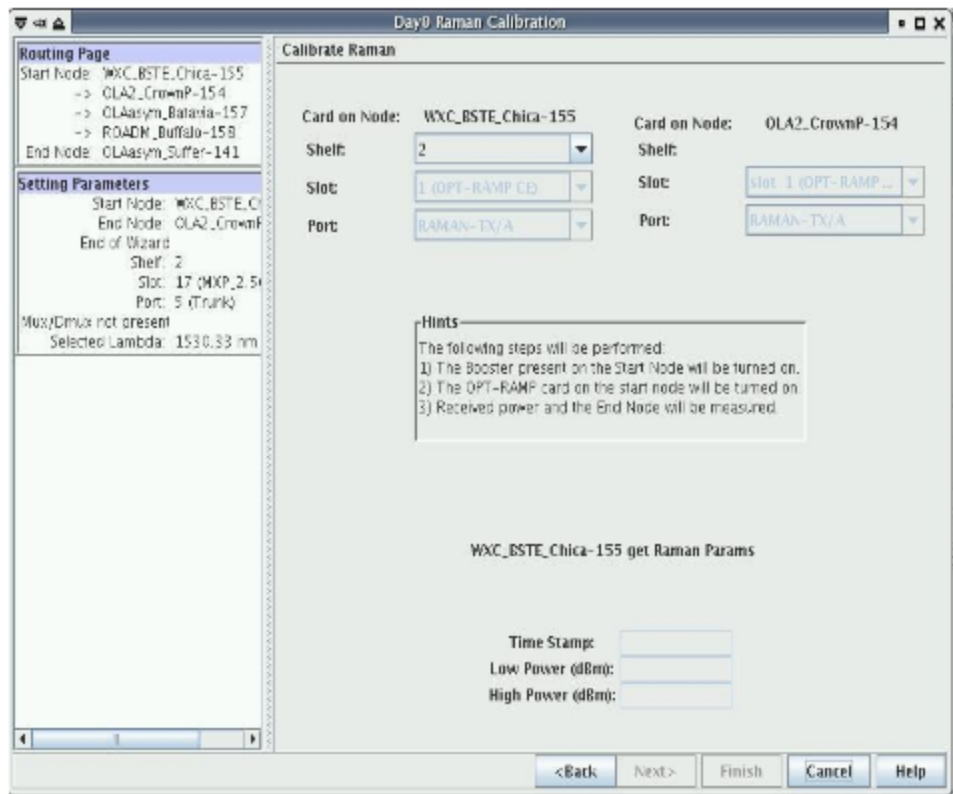 Day0 Raman Calibration
Routing Page
Start Node: WXC_BSTE_Chica-155
-> OLA2_CrownP-154
-> OLAasym_Batavia-157
-> ROADM_Buffalo-158
End Node: OLAasym_Suffer-141
Setting Parameters
Start Node: WXC_BSTE_C
End Node: OLA2_CrownP
End of Wizard
Shelf: 2
Slot: 17 (MXP_2.5
Port: 5 (Trunk)
Mux/Dmux not present
Selected Lambda: 1530.33 nm
Calibrate Raman
Card on Node: WXC_BSTE_Chica-155
Shelf: 2
Slot: 1 (OPT-RAMP CE)
Port: RAMAN-TX/A
Card on Node: OLA2_CrownP-154
Shelf:
Slot: slot 1 (OPT-RAMP ...
Port: RAMAN-TX/A
Hints
The following steps will be performed:
1) The Booster present on the Start Node will be turned on.
2) The OPT-RAMP card on the start node will be turned on.
3) Received power and the End Node will be measured.
WXC_BSTE_Chica-155 get Raman Params
Time Stamp:
Low Power (dBm):
High Power (dBm):
<Back Next> Finish Cancel Help